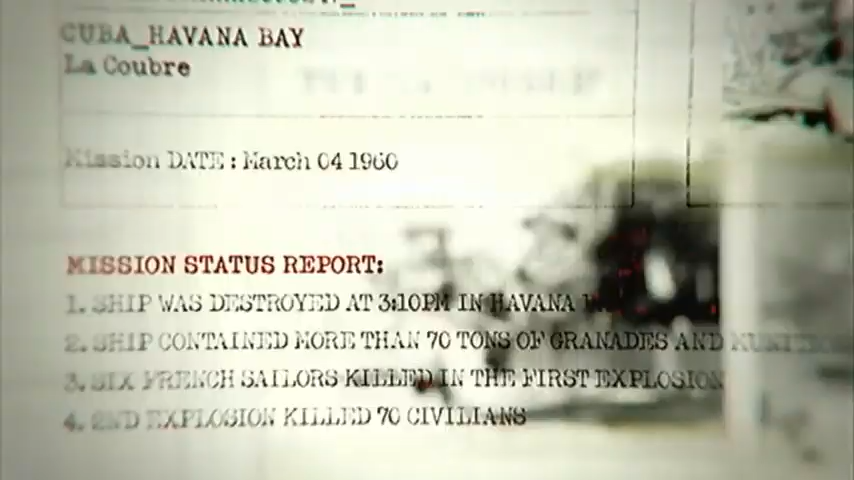 CUBA_HAVANA BAY
La Coubre
Mission DATE : March 04 1960
MISSION STATUS REPORT:
1. SHIP WAS DESTROYED AT 3:10PM IN HAVANA
2. SHIP CONTAINED MORE THAN 70 TONS OF GRANADES AND
3. SIX FRENCH SAILORS KILLED IN THE FIRST EXPLOSION
4. 2ND EXPLOSION KILLED 70 CIVILIANS